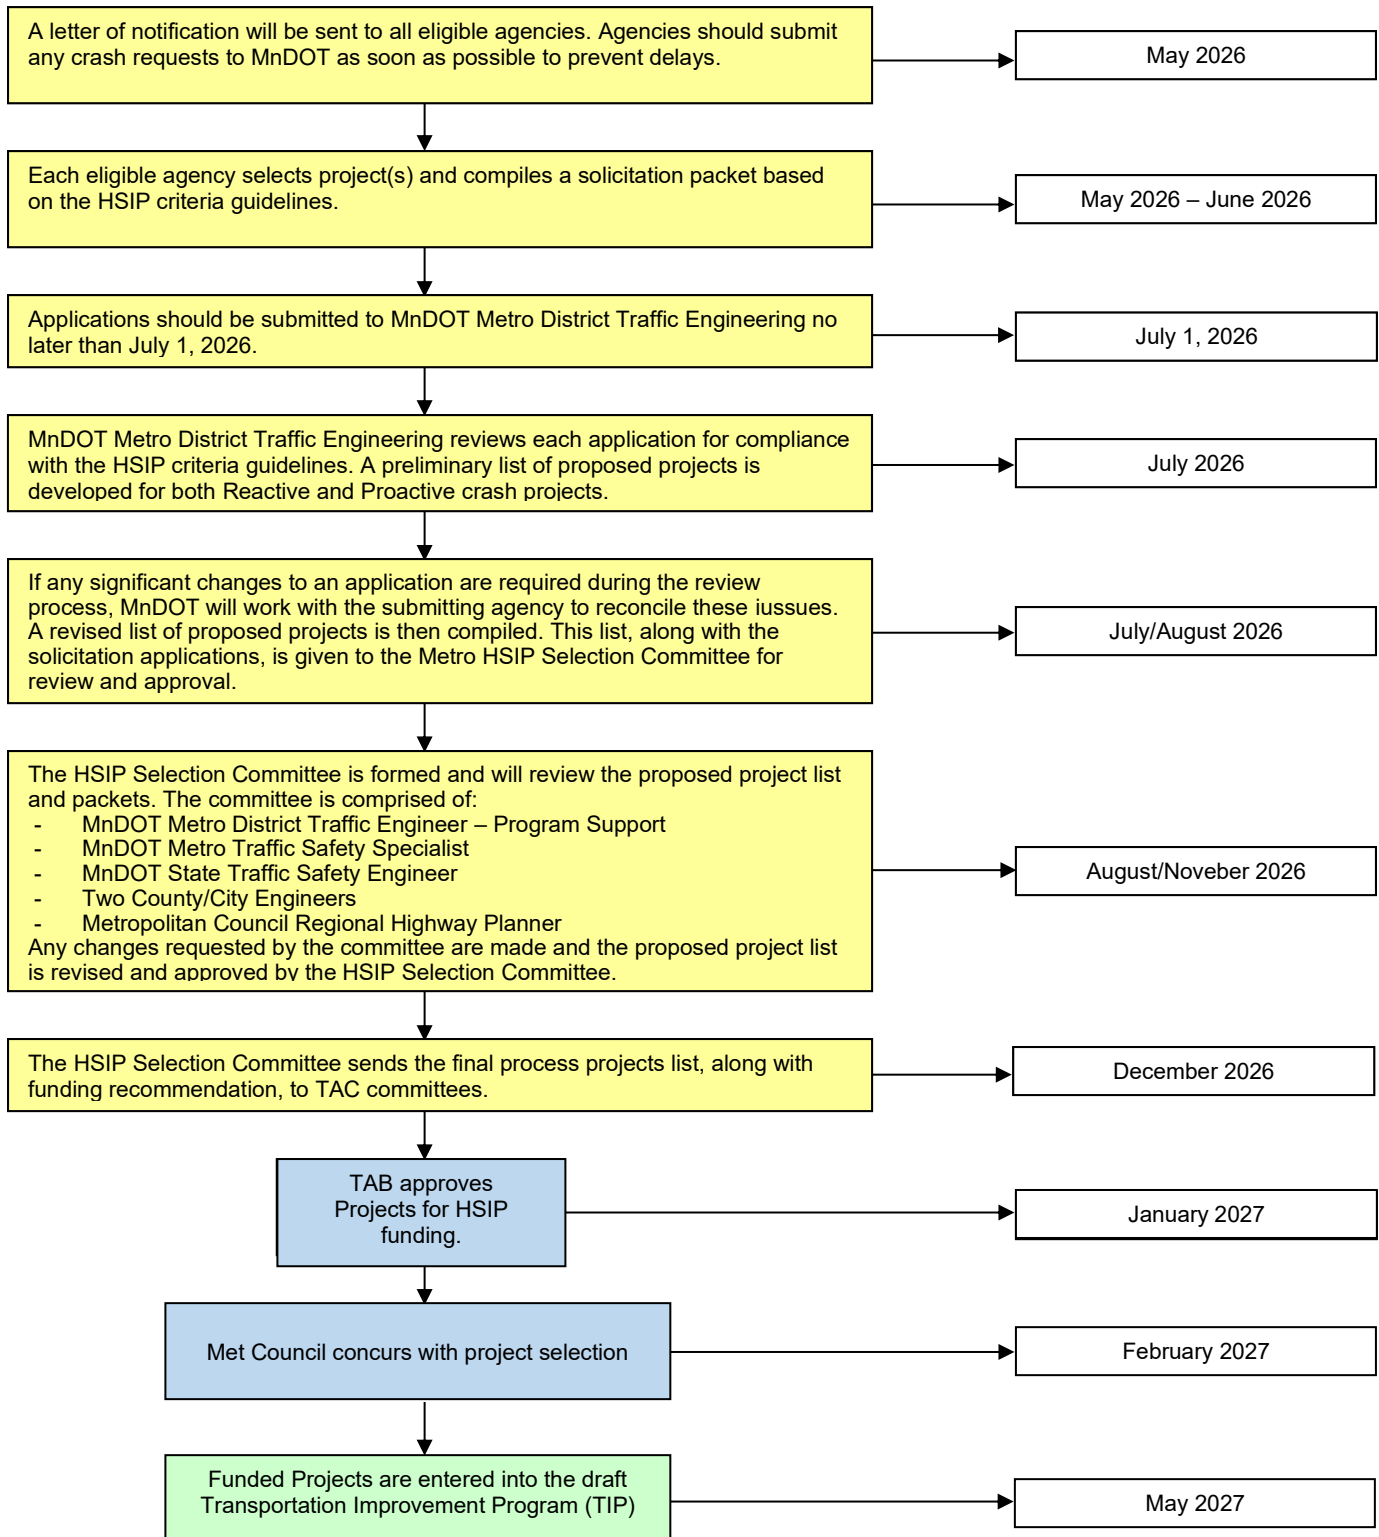 A letter of notification will be sent to all eligible agencies. Agencies should submit
any crash requests to MnDOT as soon as possible to prevent delays.
May 2026
Each eligible agency selects project(s) and compiles a solicitation packet based
on the HSIP criteria guidelines.
May 2026 – June 2026
Applications should be submitted to MnDOT Metro District Traffic Engineering no
later than July 1, 2026.
July 1, 2026
MnDOT Metro District Traffic Engineering reviews each application for compliance
with the HSIP criteria guidelines. A preliminary list of proposed projects is
developed for both Reactive and Proactive crash projects.
July 2026
If any significant changes to an application are required during the review
process, MnDOT will work with the submitting agency to reconcile these iussues.
A revised list of proposed projects is then compiled. This list, along with the
solicitation applications, is given to the Metro HSIP Selection Committee for
review and approval.
July/August 2026
The HSIP Selection Committee is formed and will review the proposed project list
and packets. The committee is comprised of:
- MnDOT Metro District Traffic Engineer – Program Support
- MnDOT Metro Traffic Safety Specialist
- MnDOT State Traffic Safety Engineer
- Two County/City Engineers
- Metropolitan Council Regional Highway Planner
Any changes requested by the committee are made and the proposed project list
is revised and approved by the HSIP Selection Committee.
August/Noveber 2026
The HSIP Selection Committee sends the final process projects list, along with
funding recommendation, to TAC committees.
December 2026
TAB approves
Projects for HSIP
funding.
January 2027
Met Council concurs with project selection
February 2027
Funded Projects are entered into the draft
Transportation Improvement Program (TIP)
May 2027